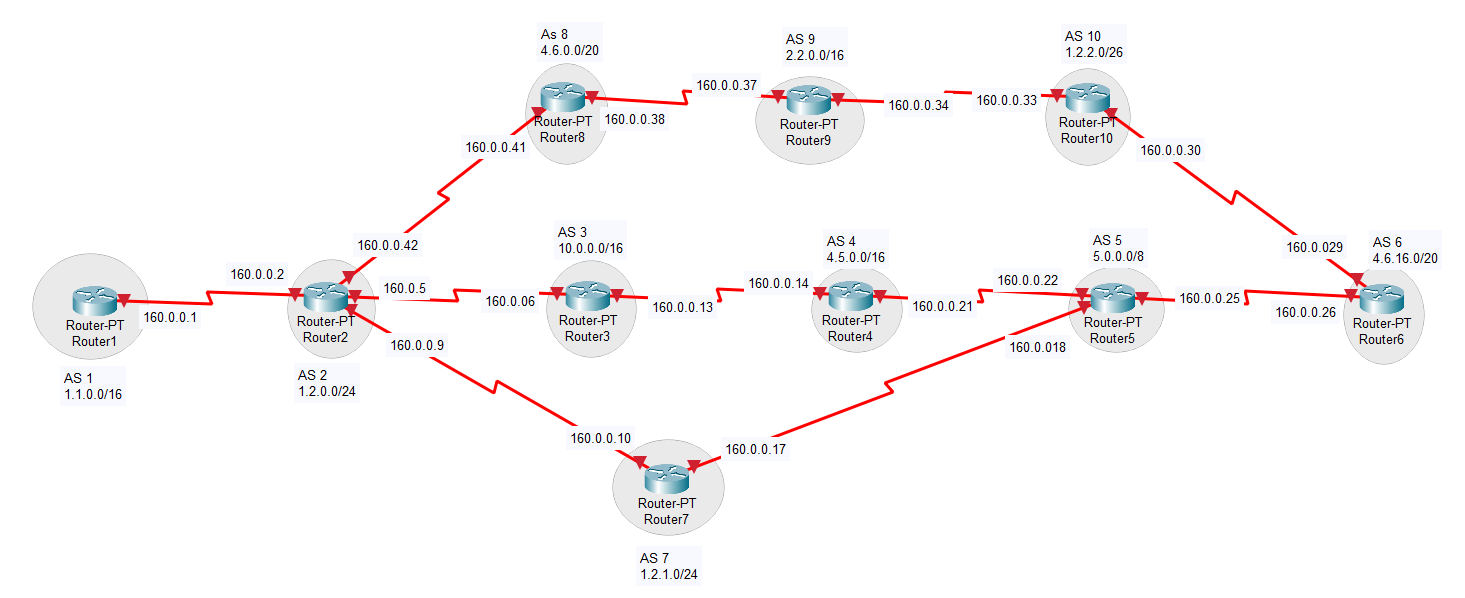 As 8
4.6.0.0/20
AS 9
2.2.0.0/16
AS 10
1.2.2.0/26
160.0.0.37
160.0.0.34
160.0.0.33
160.0.0.38
Router-PT
Router8
Router-PT
Router9
Router-PT
Router10
160.0.0.41
160.0.0.30
160.0.0.42
160.0.029
AS 3
10.0.0.0/16
AS 4
4.5.0.0/16
AS 5
5.0.0.0/8
AS 6
4.6.16.0/20
160.0.0.2
160.0.5
160.0.06
160.0.0.13
160.0.0.14
160.0.0.21
160.0.0.22
160.0.0.25
160.0.0.26
160.0.0.1
Router-PT
Router1
Router-PT
Router2
Router-PT
Router3
Router-PT
Router4
Router-PT
Router5
Router-PT
Router6
160.0.0.9
160.0.018
AS 1
1.1.0.0/16
AS 2
1.2.0.0/24
160.0.0.10
160.0.0.17
Router-PT
Router7
AS 7
1.2.1.0/24